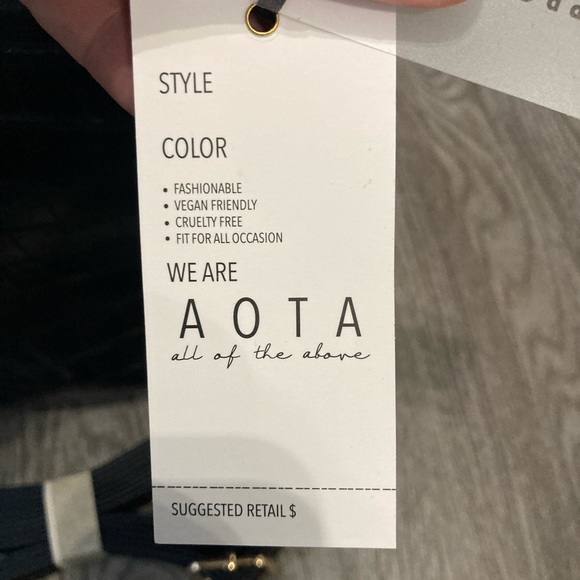 STYLE
COLOR
• FASHIONABLE
• VEGAN FRIENDLY
• CRUELTY FREE
• FIT FOR ALL OCCASION
WE ARE
AOTA
all of the above
SUGGESTED RETAIL $